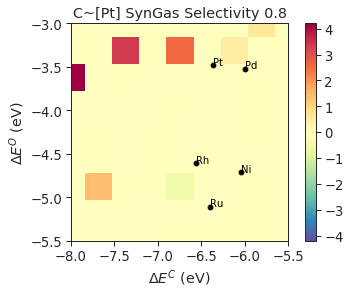 C~[Pt] SynGas Selectivity 0.8
−3.0
−3.5
−4.0
−4.5
−5.0
−5.5
ΔE^O (eV)
Pt
Pd
Rh
Ni
Ru
−8.0 −7.5 −7.0 −6.5 −6.0 −5.5
ΔE^C (eV)
4
3
2
1
0
−1
−2
−3
−4